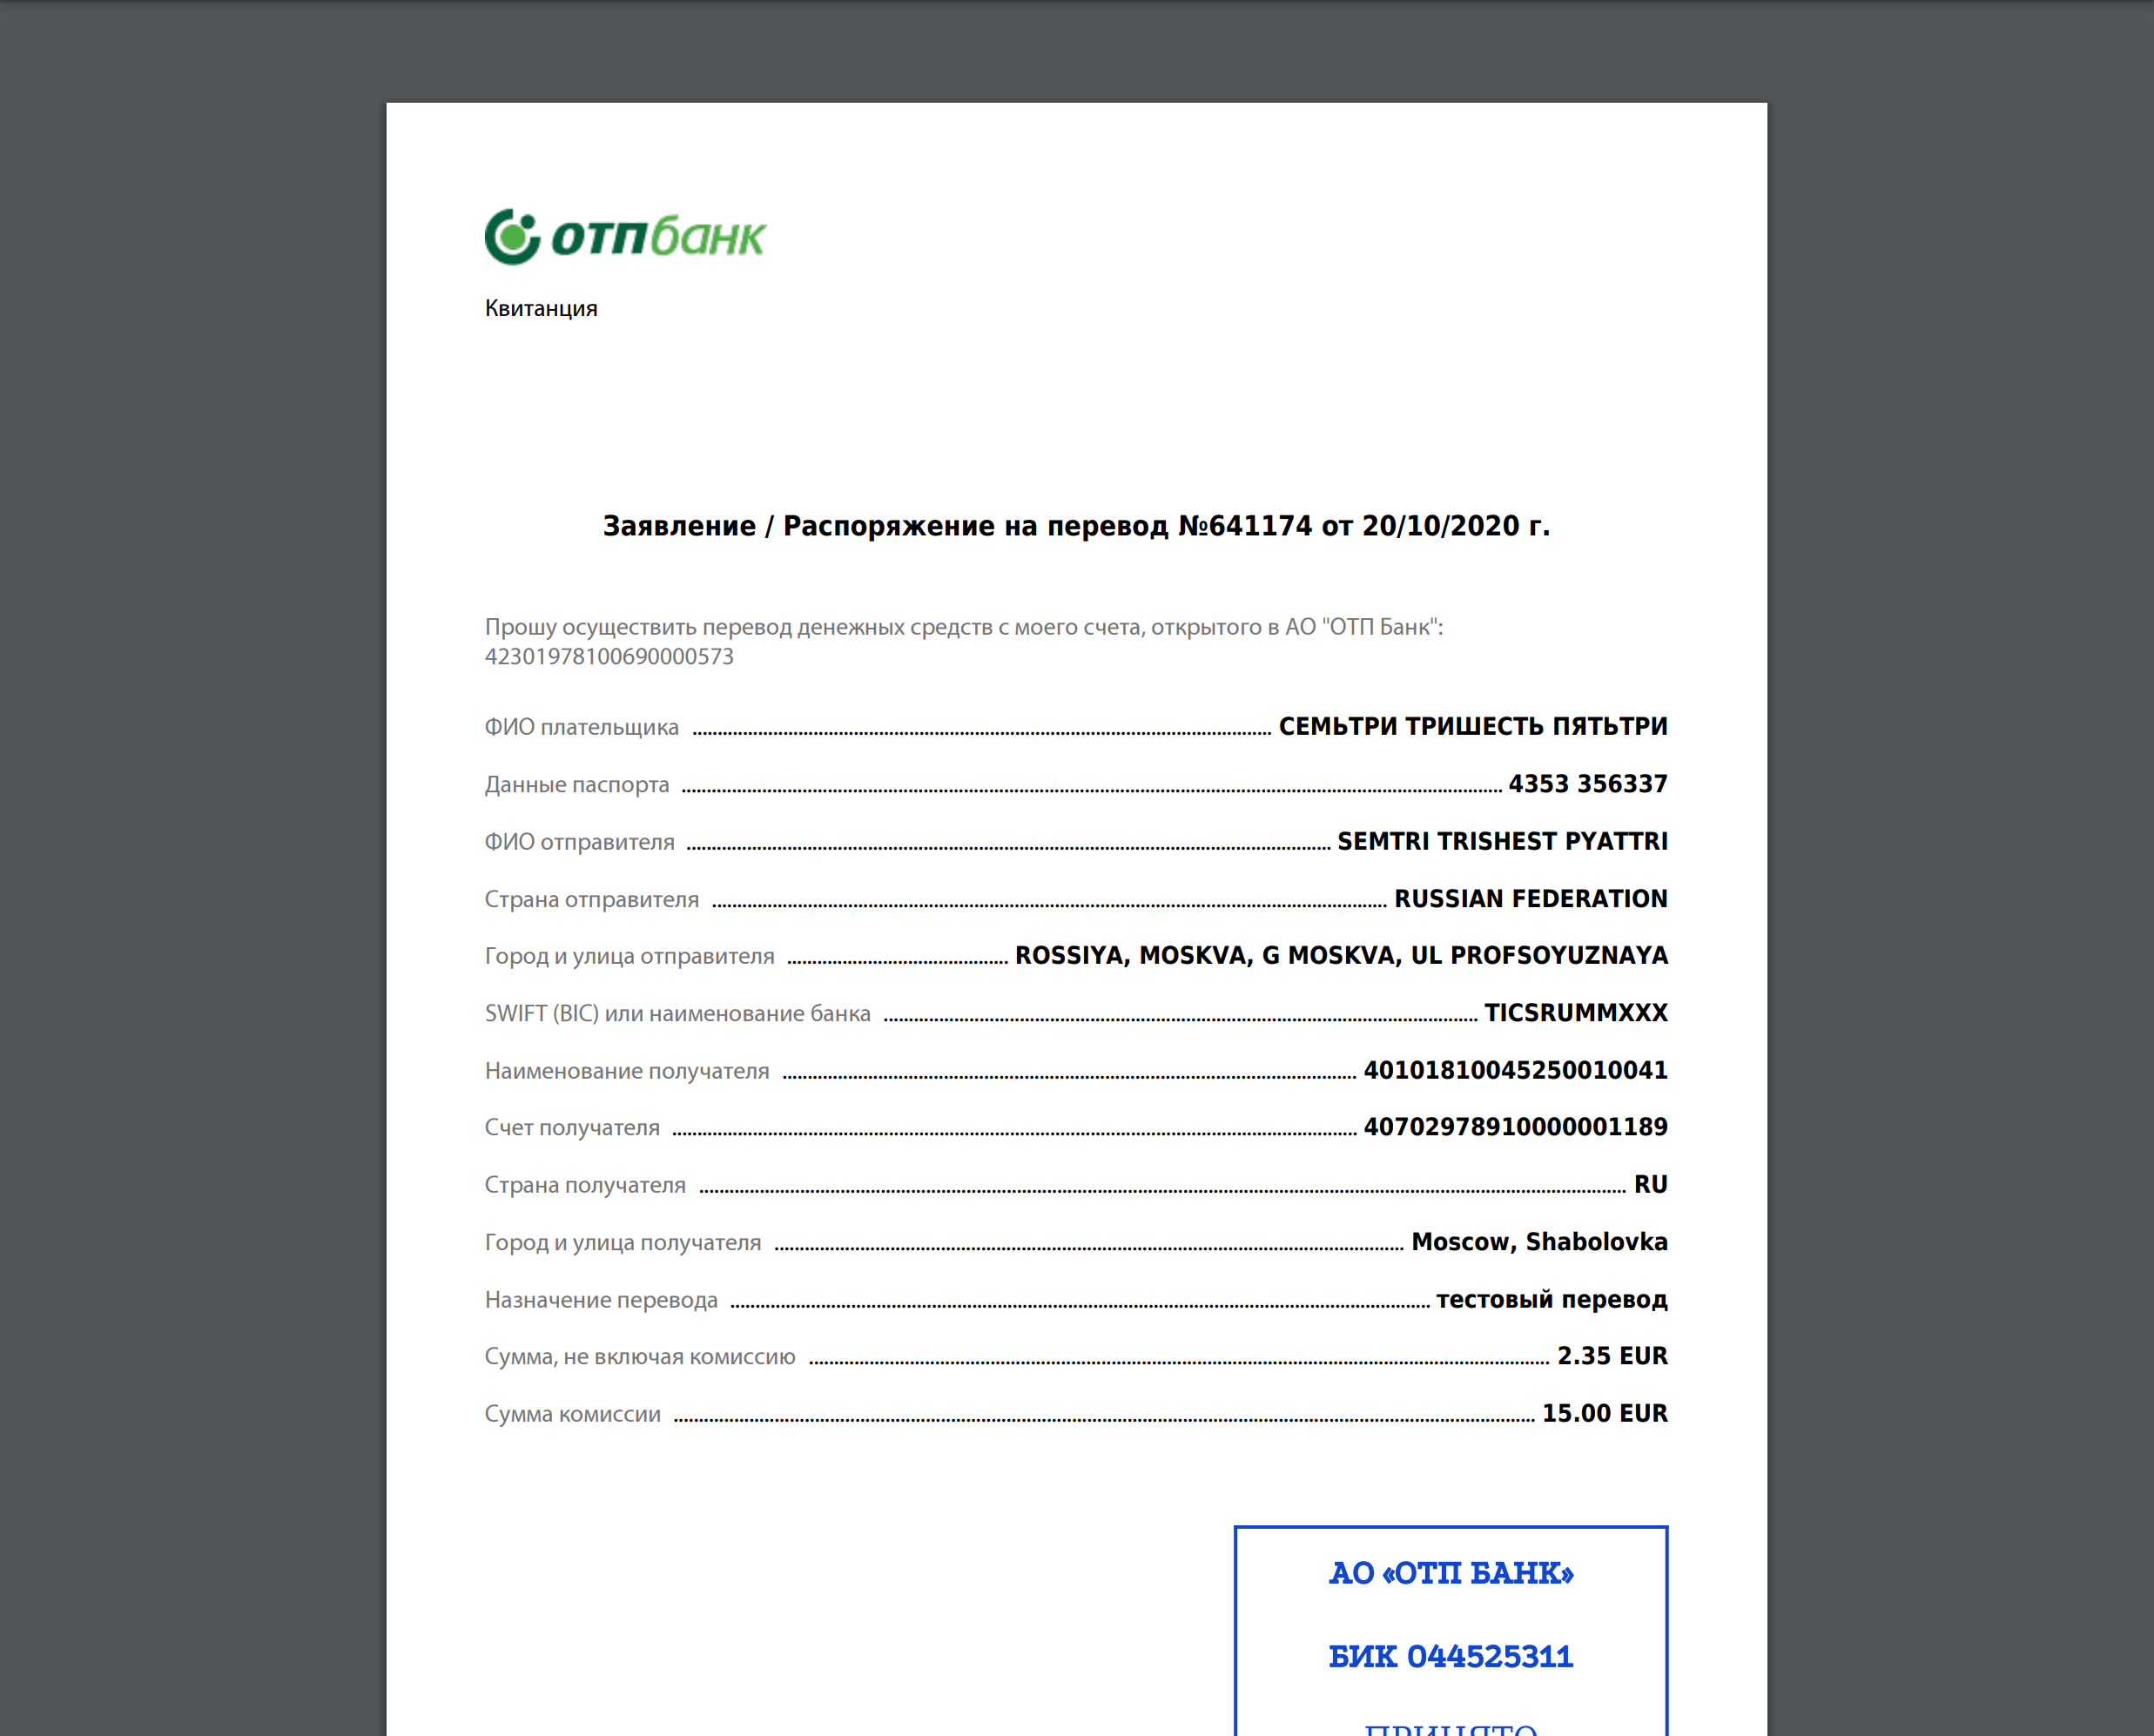 отпбанк
Квитанция
Заявление / Распоряжение на перевод №641174 от 20/10/2020 г.
Прошу осуществить перевод денежных средств с моего счета, открытого в АО "ОТП Банк":
42301978100690000573
ФИО плательщика СЕМЬТРИ ТРИШЕСТЬ ПЯТЬТРИ
Данные паспорта 4353 356337
ФИО отправителя SEMTRI TRISHEST PYATTRI
Страна отправителя RUSSIAN FEDERATION
Город и улица отправителя ROSSIYA, MOSKVA, G MOSKVA, UL PROFSOYUZNAYA
SWIFT (BIC) или наименование банка TICSRUMMXXX
Наименование получателя 40101810045250010041
Счет получателя 40702978910000001189
Страна получателя RU
Город и улица получателя Moscow, Shabolovka
Назначение перевода тестовый перевод
Сумма, не включая комиссию 2.35 EUR
Сумма комиссии 15.00 EUR
АО «ОТП БАНК»
БИК 044525311
ПРИНЯТО